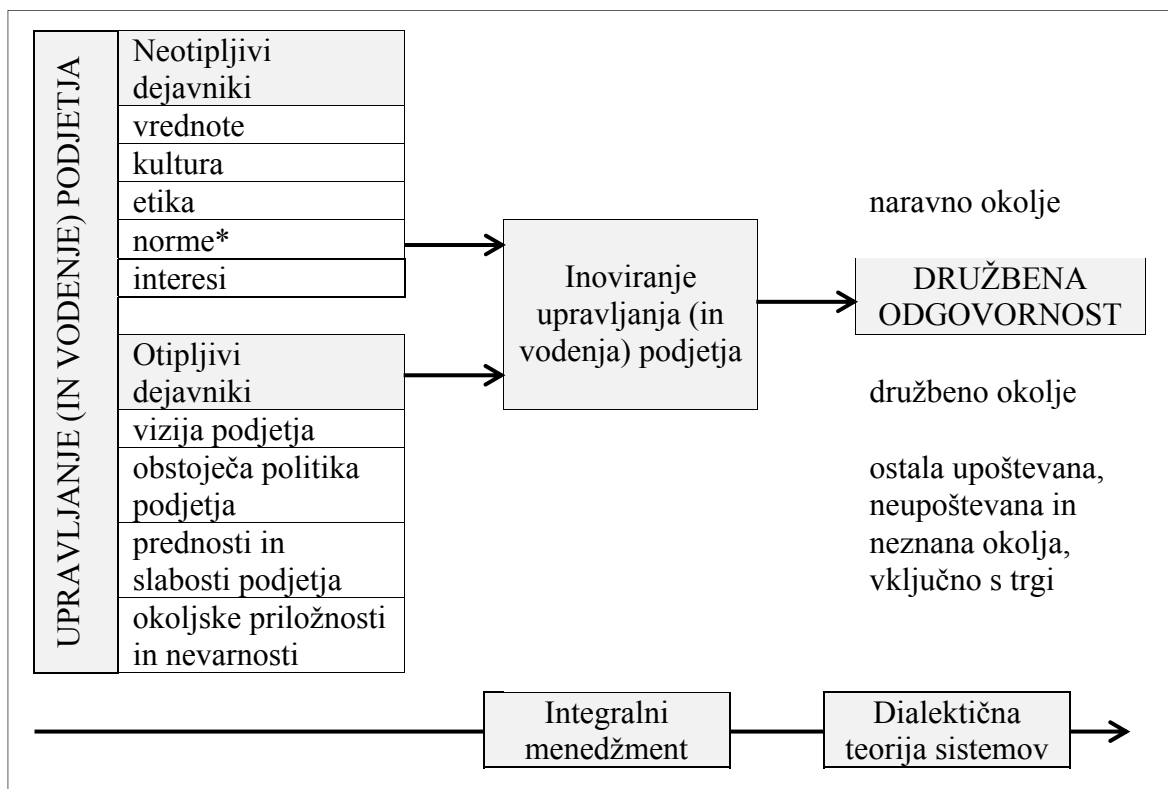 UPRAVLJANJE (IN VODENJE) PODJETJA
Neotipljivi
dejavniki
vrednote
kultura
etika
norme*
interesi
Otipljivi
dejavniki
vizija podjetja
obstoječa politika
podjetja
prednosti in
slabosti podjetja
okoljske priložnosti
in nevarnosti
Inoviranje
upravljanja (in
vodenja) podjetja
naravno okolje
DRUŽBENA
ODGOVORNOST
družbeno okolje
ostala upoštevana,
neupoštevana in
neznana okolja,
vključno s trgi
Integralni
menedžment
Dialektična
teorija sistemov